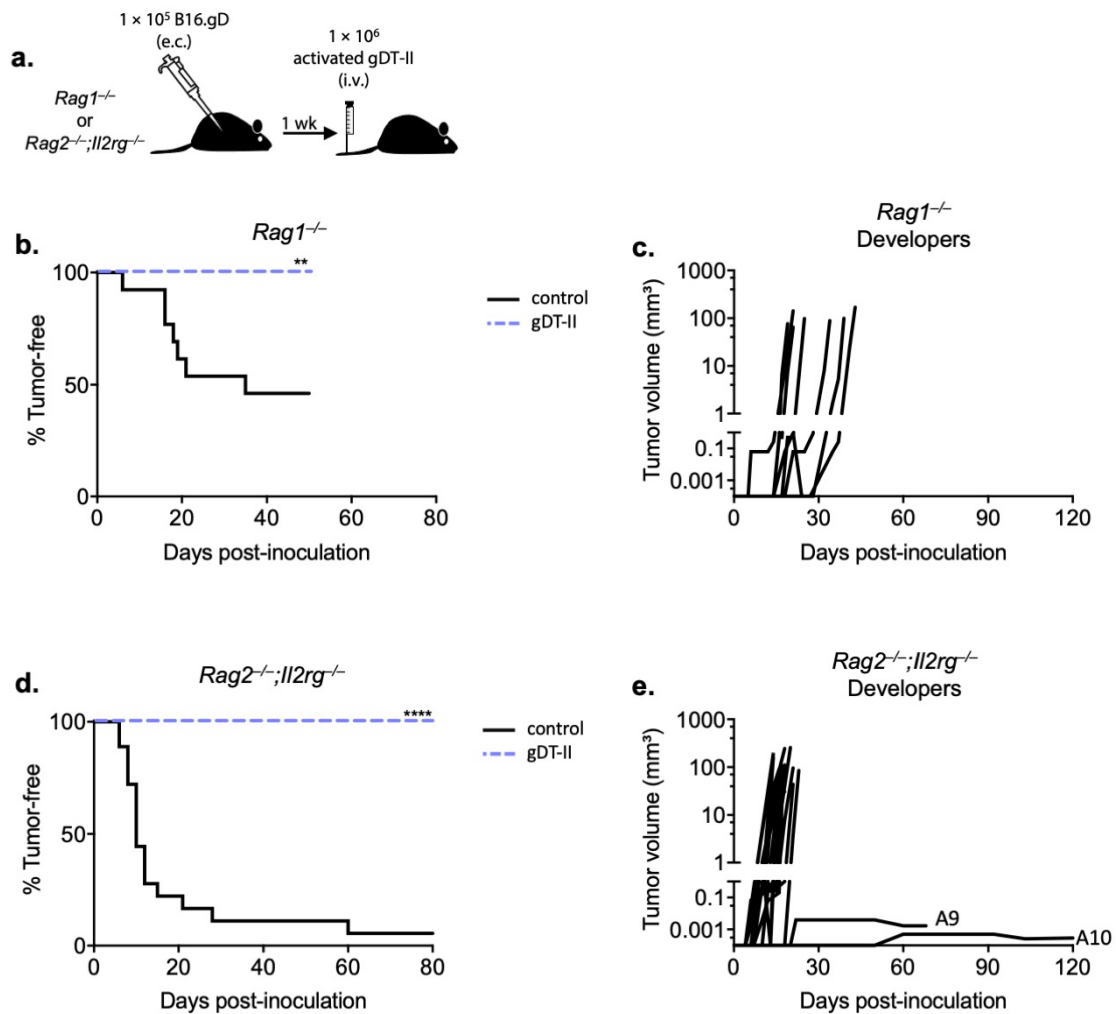 a.
1 × 10⁵ B16.gD
(e.c.)
1 × 10⁶
activated gDT-II
(i.v.)
Rag1⁻/⁻
or
Rag2⁻/⁻;Il2rg⁻/⁻
1 wk
b.
Rag1⁻/⁻
**
100
50
0
% Tumor-free
0 20 40 60 80
Days post-inoculation
control
gDT-II
c.
Rag1⁻/⁻
Developers
1000
100
10
1
0.1
0.001
Tumor volume (mm³)
0 30 60 90 120
Days post-inoculation
d.
Rag2⁻/⁻;Il2rg⁻/⁻
****
100
50
0
% Tumor-free
0 20 40 60 80
Days post-inoculation
control
gDT-II
e.
Rag2⁻/⁻;Il2rg⁻/⁻
Developers
1000
100
10
1
0.1
0.001
Tumor volume (mm³)
A9
A10
0 30 60 90 120
Days post-inoculation